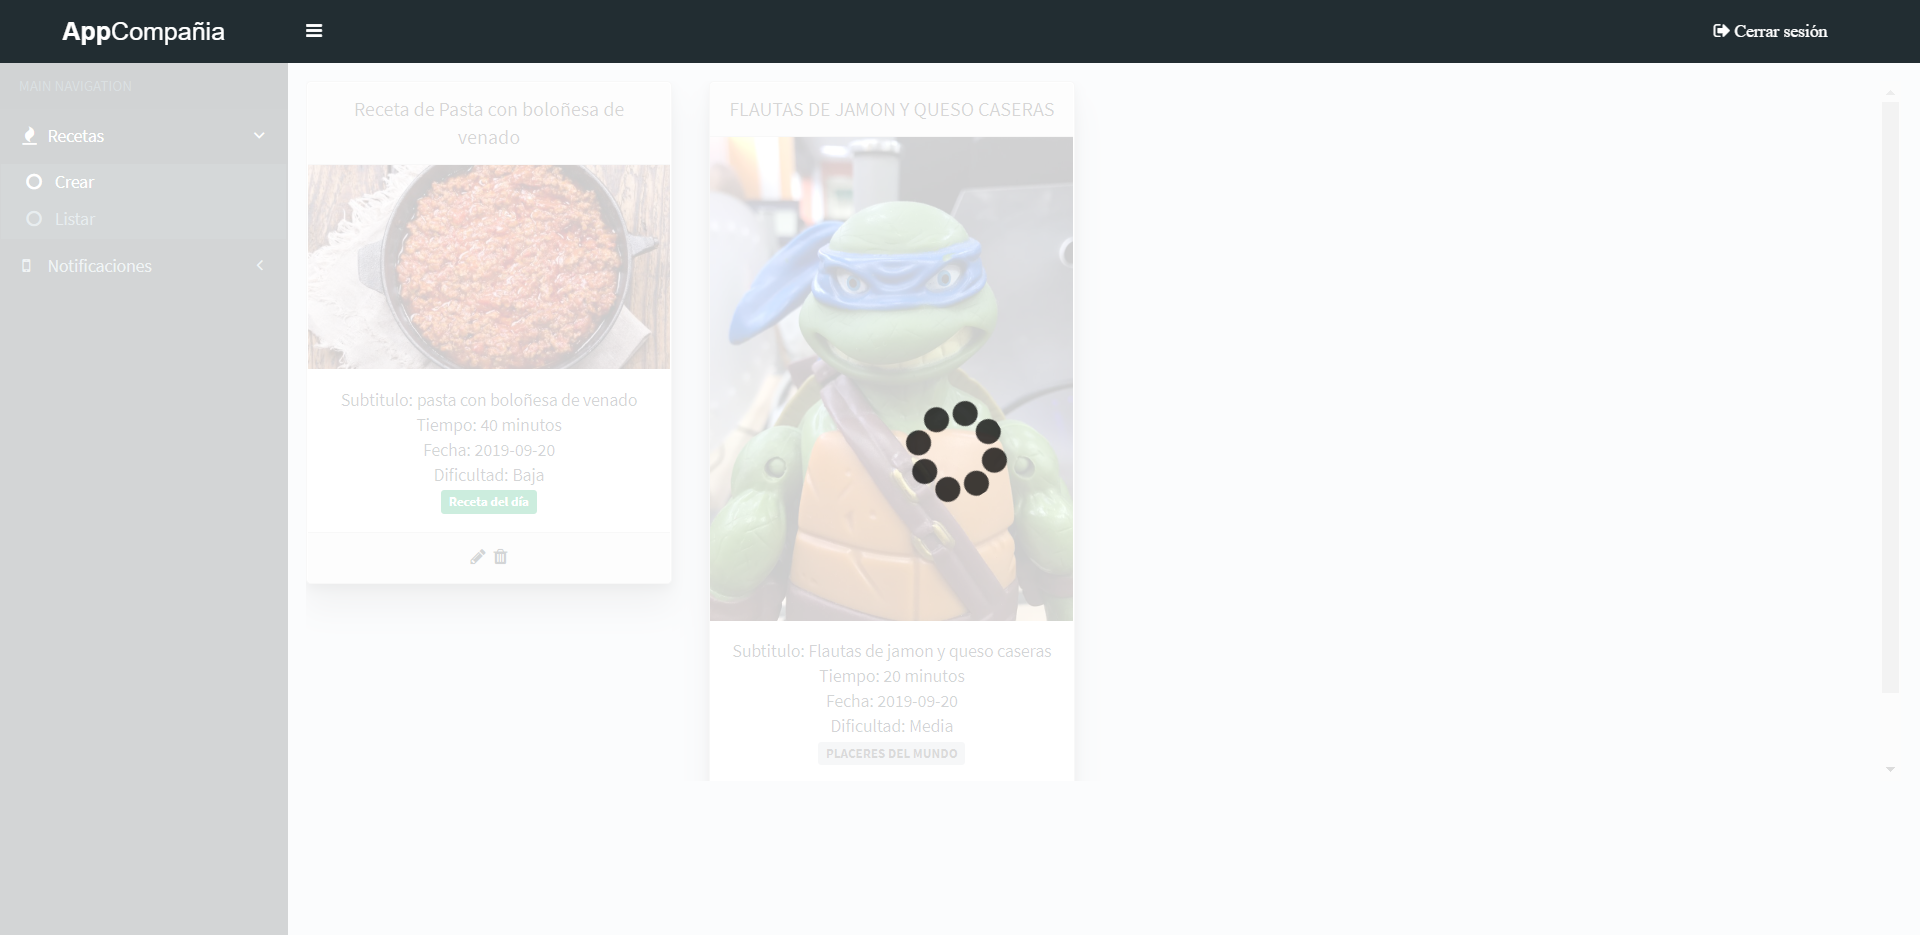 AppCompañia
Cerrar sesión
MAIN NAVIGATION
Recetas
Crear
Listar
Notificaciones
Receta de Pasta con boloñesa de
venado
Subtitulo: pasta con boloñesa de venado
Tiempo: 40 minutos
Fecha: 2019-09-20
Dificultad: Baja
Receta del día
FLAUTAS DE JAMON Y QUESO CASERAS
Subtitulo: Flautas de jamon y queso caseras
Tiempo: 20 minutos
Fecha: 2019-09-20
Dificultad: Media
PLACERES DEL MUNDO